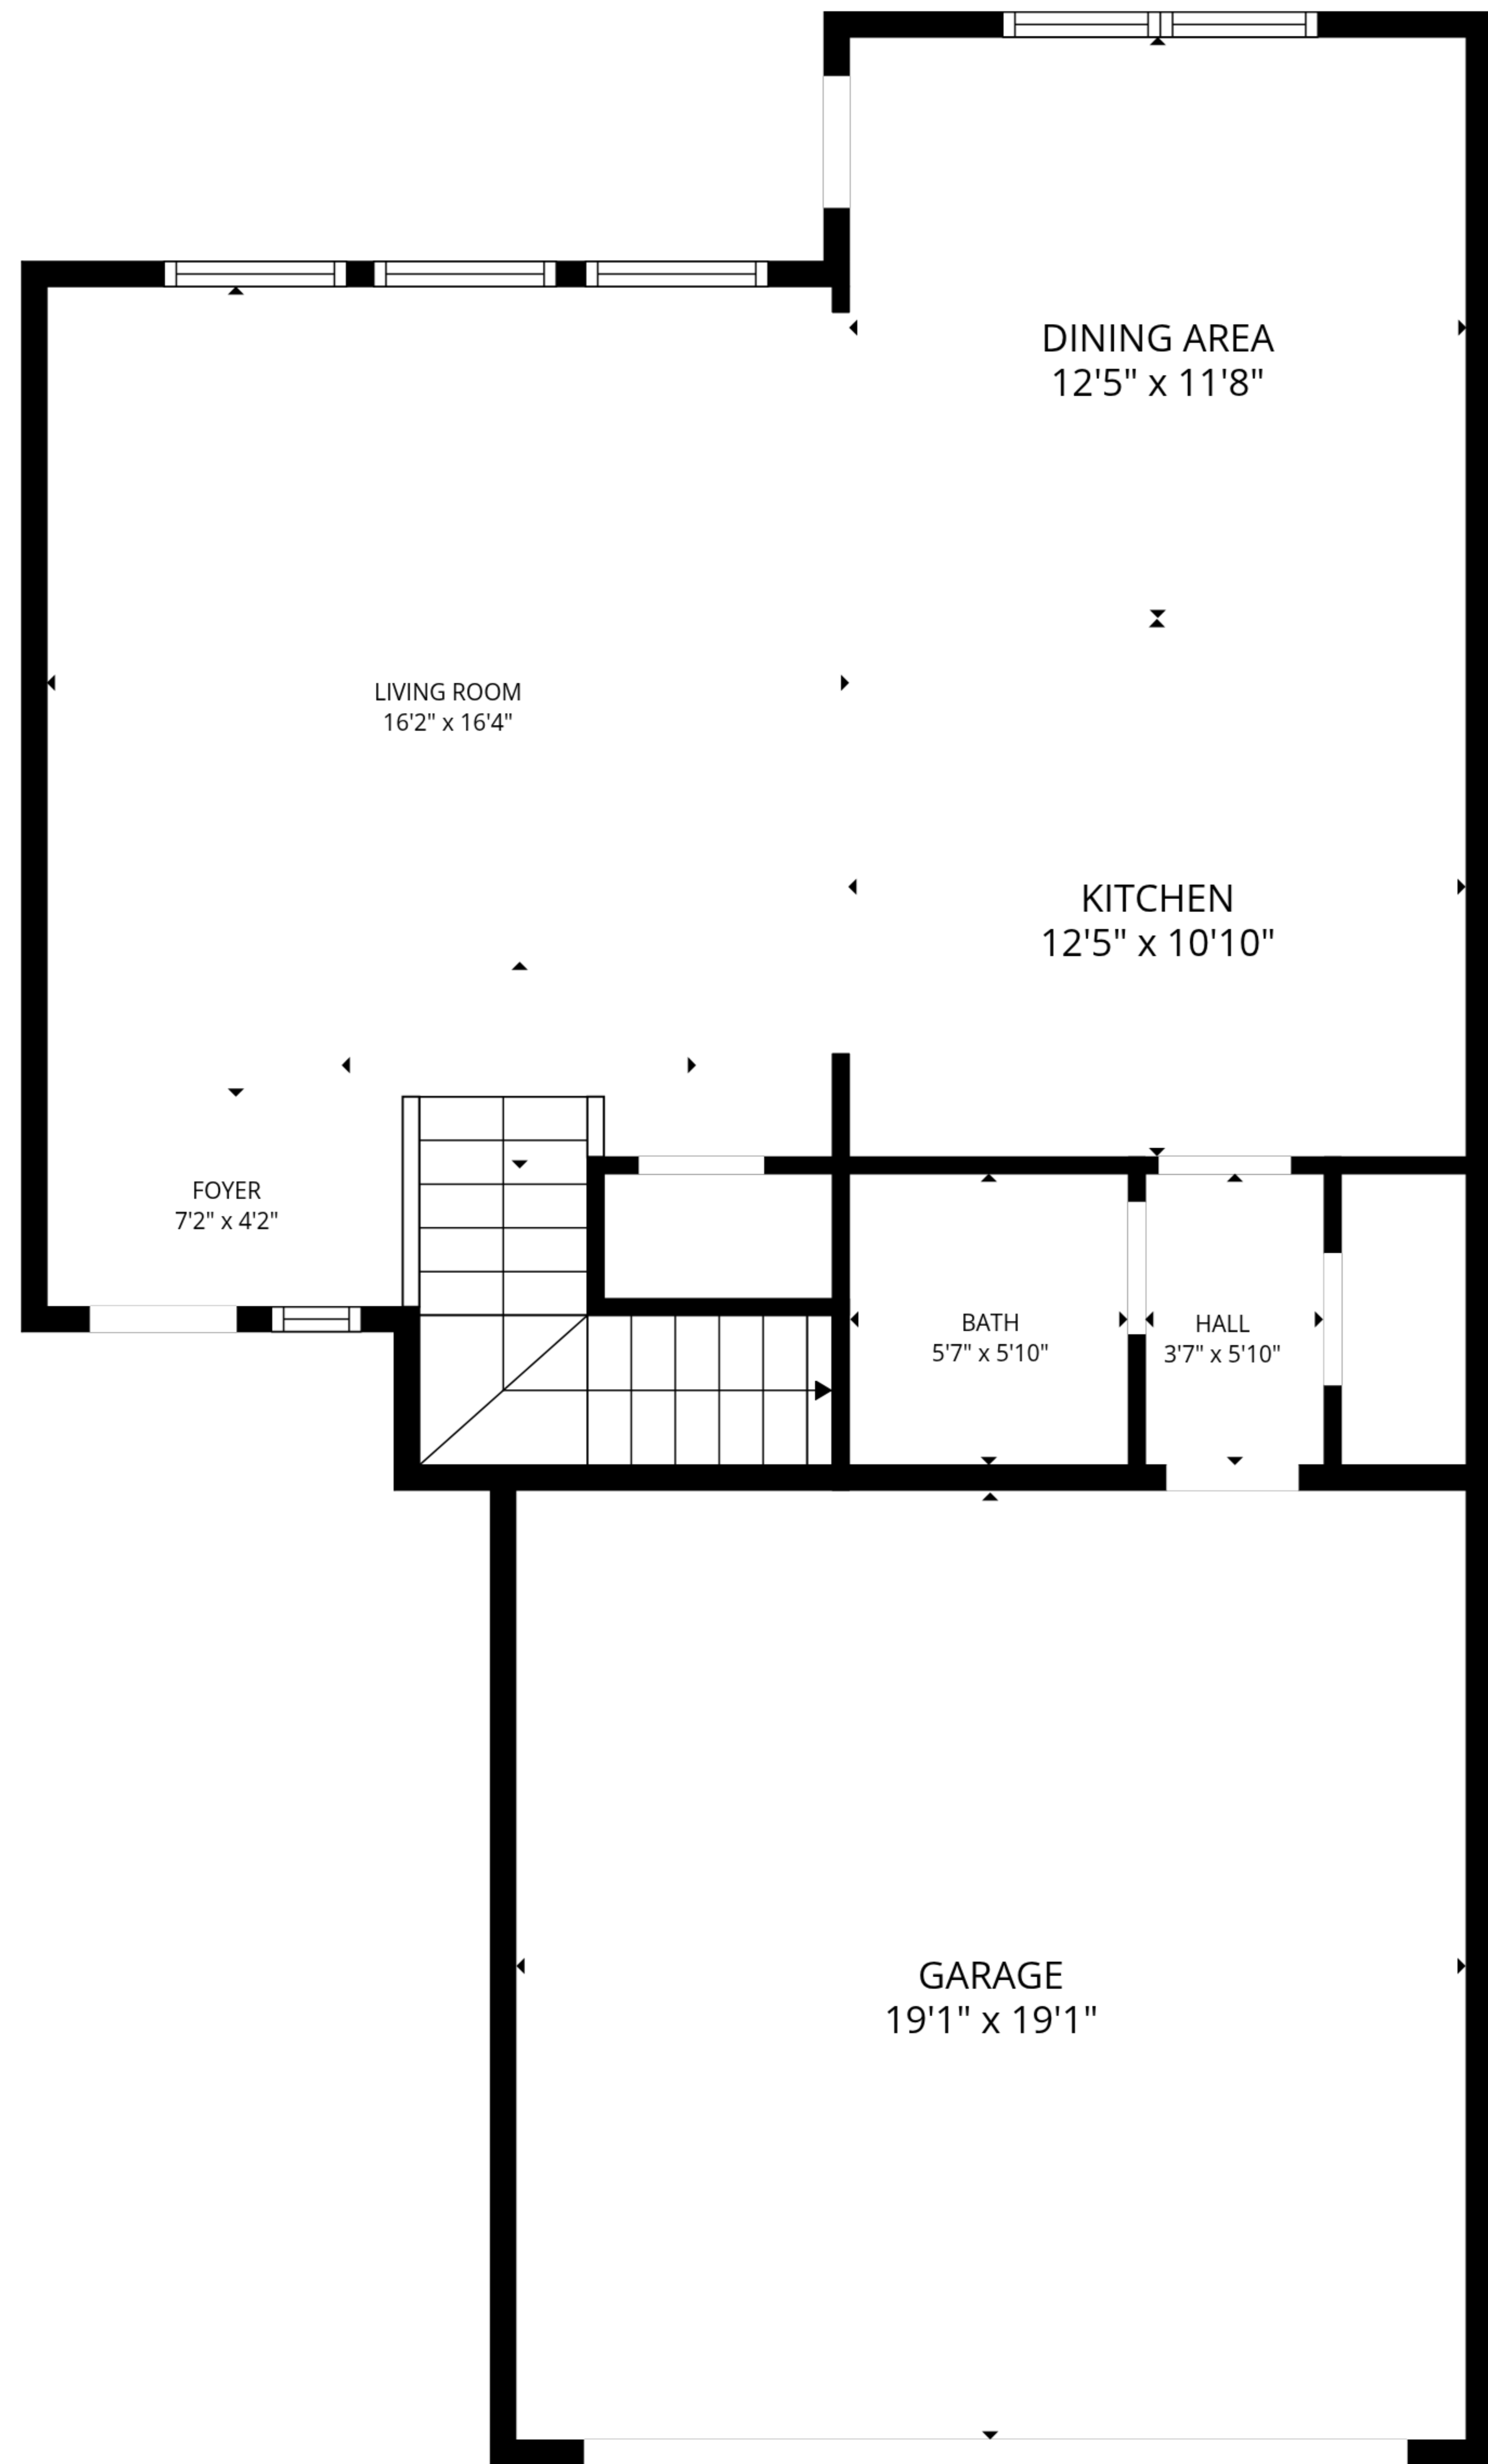 DINING AREA
12'5" x 11'8"
LIVING ROOM
16'2" x 16'4"
KITCHEN
12'5" x 10'10"
FOYER
7'2" x 4'2"
BATH
5'7" x 5'10"
HALL
3'7" x 5'10"
GARAGE
19'1" x 19'1"